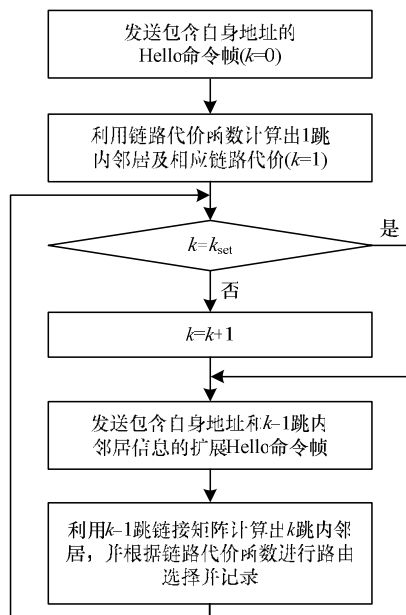 发送包含自身地址的
Hello命令帧(k=0)
利用链路代价函数计算出1跳
内邻居及相应链路代价(k=1)
是
k=kset
否
k=k+1
发送包含自身地址和k–1跳内
邻居信息的扩展Hello命令帧
利用k–1跳链接矩阵计算出k跳内邻
居，并根据链路代价函数进行路由
选择并记录